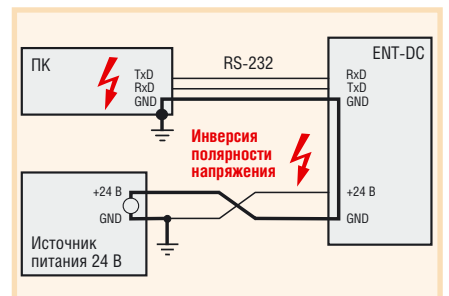 ПК
TxD
RxD
GND
RS-232
ENT-DC
RxD
TxD
GND
Инверсия
полярности
напряжения
+24 В
GND
Источник
питания 24 В
+24 В
GND